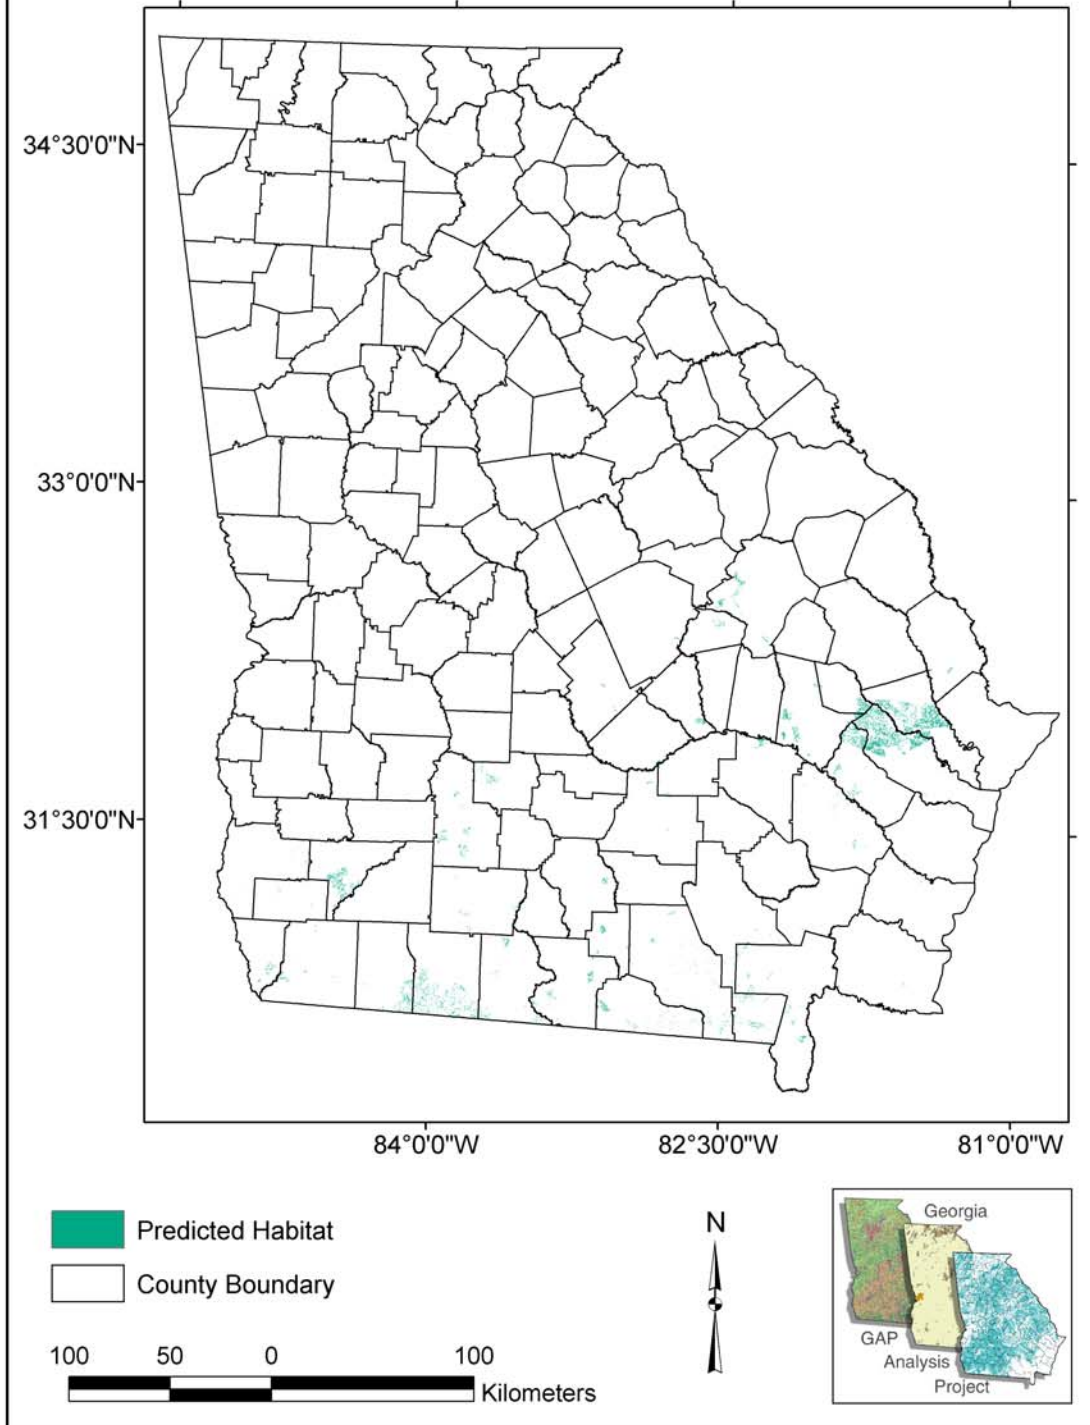 34°30'0"N
33°0'0"N
31°30'0"N
84°0'0"W 82°30'0"W 81°0'0"W
Predicted Habitat
County Boundary
100 50 0 100
Kilometers
N
Georgia
GAP
Analysis
Project